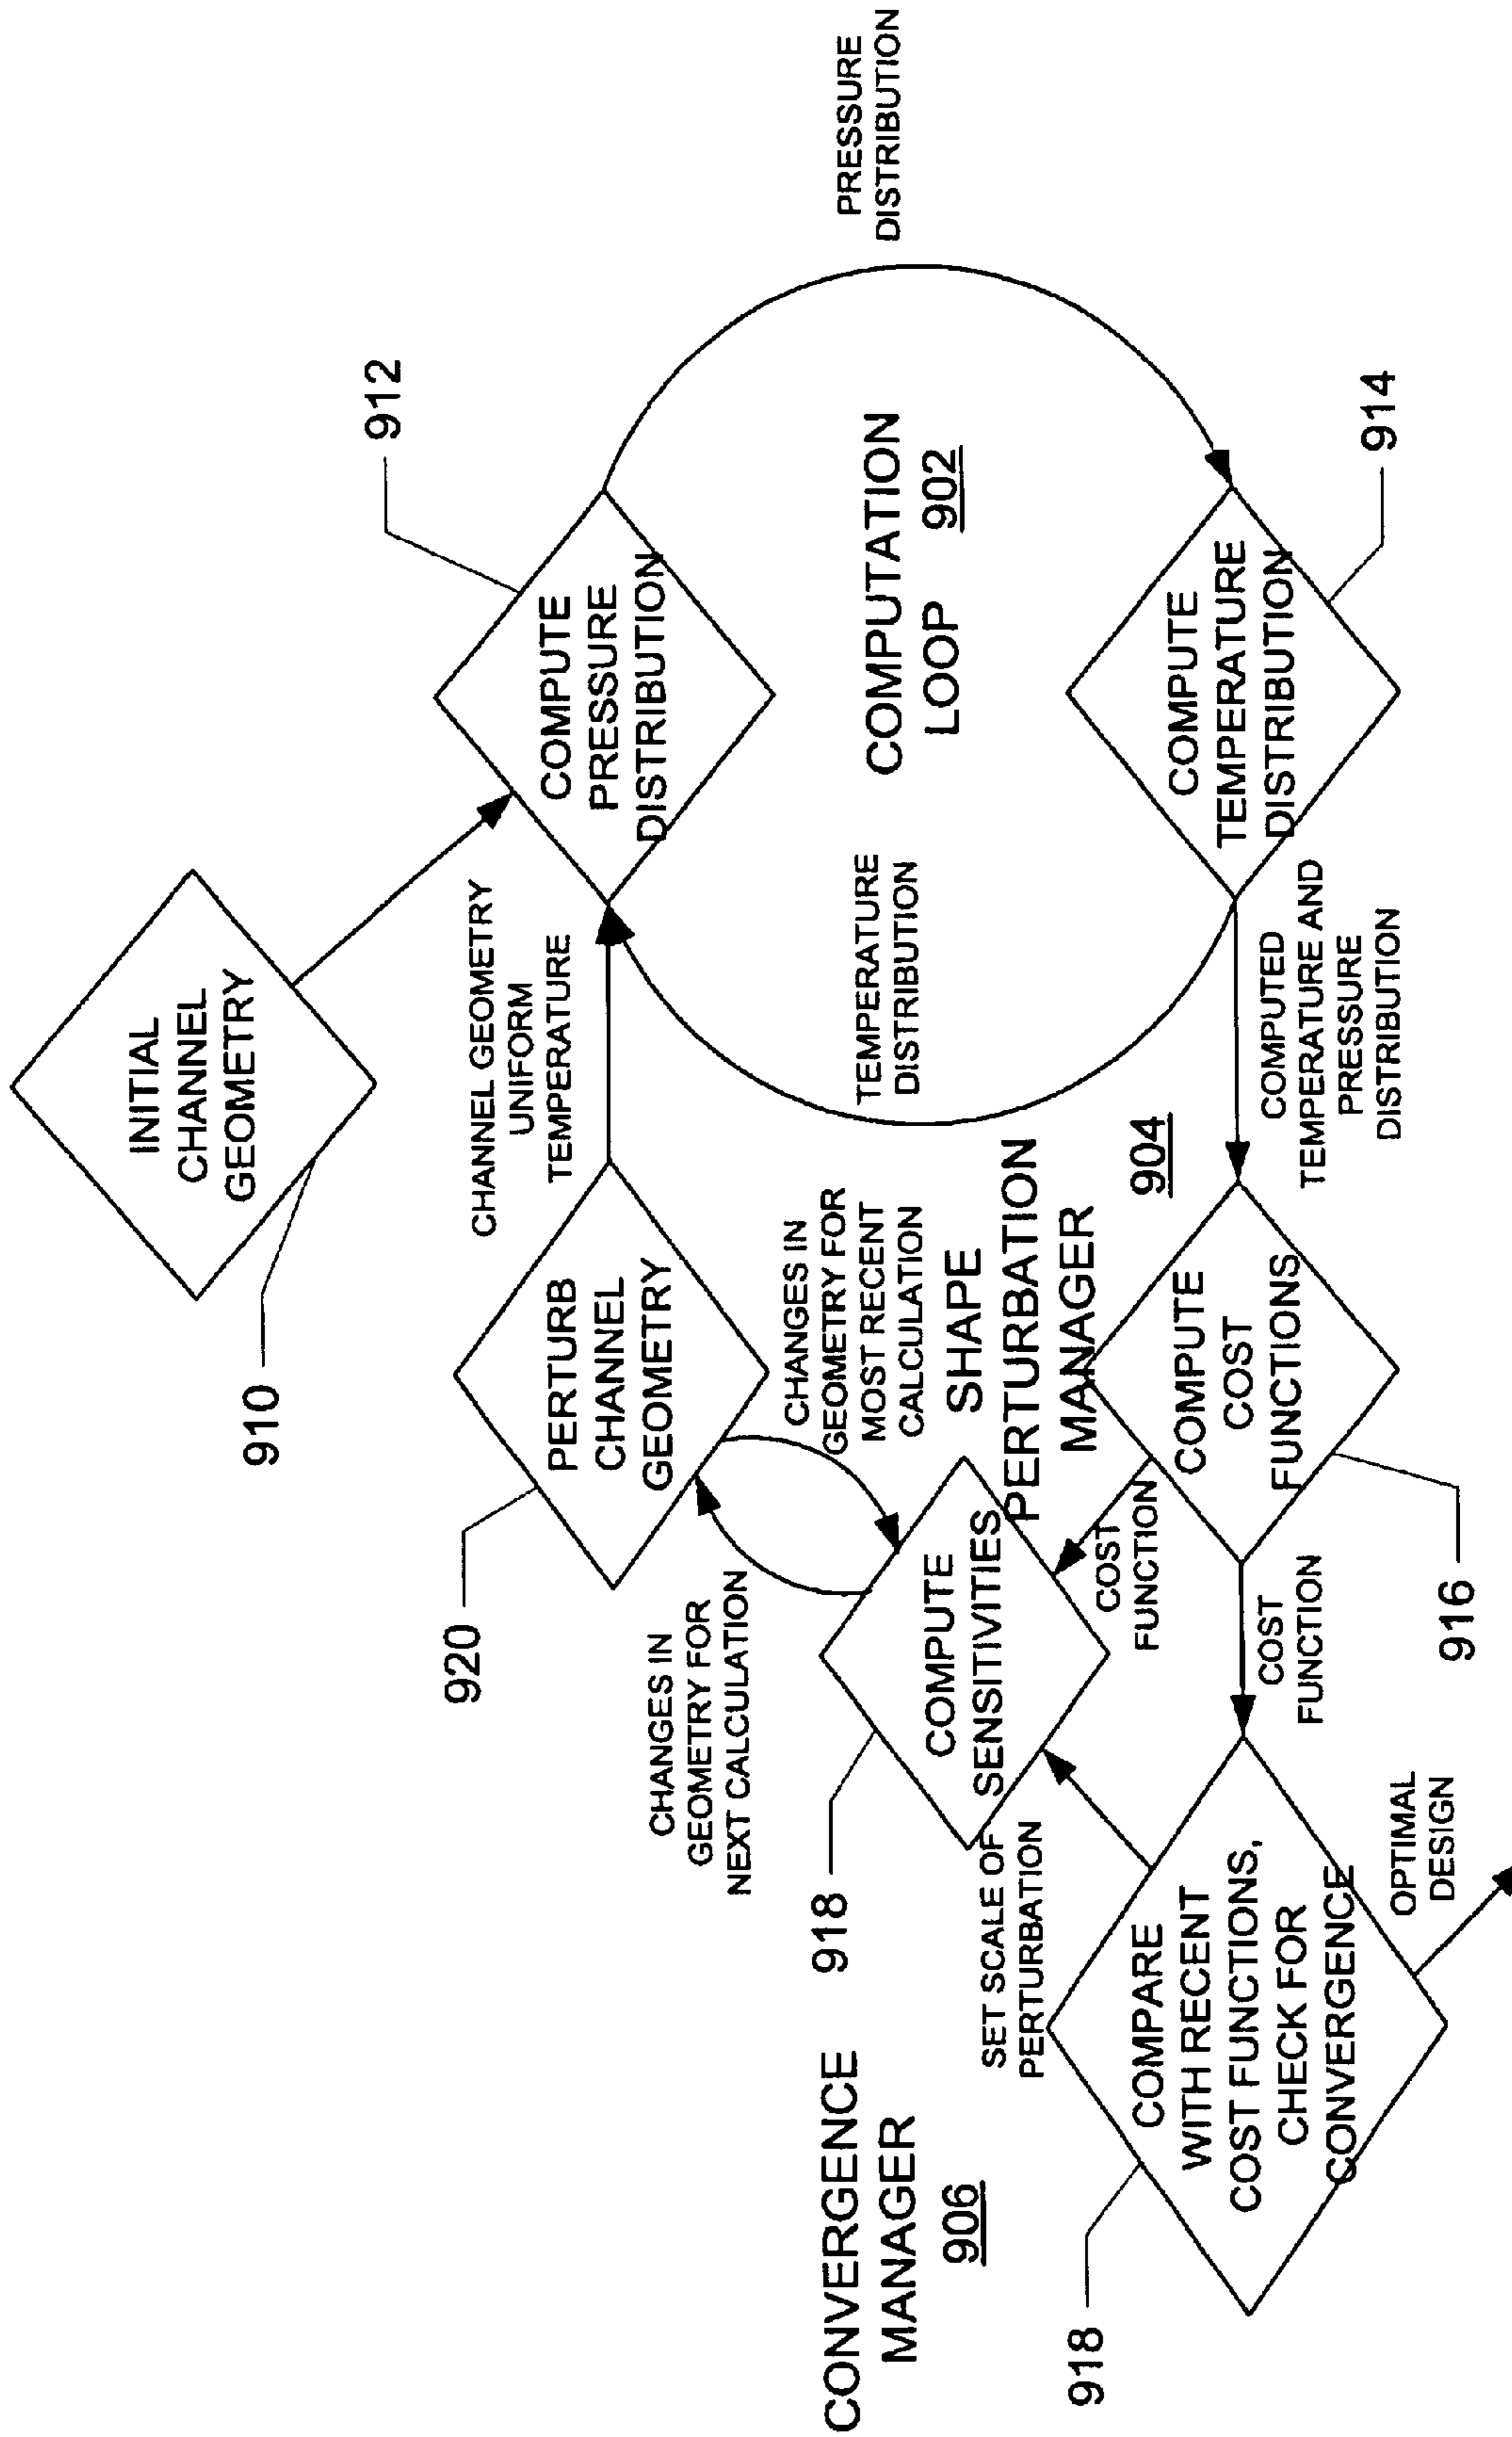 910
INITIAL
CHANNEL
GEOMETRY
920
PERTURB
CHANNEL
GEOMETRY
CHANNEL GEOMETRY
UNIFORM
TEMPERATURE
912
COMPUTE
PRESSURE
DISTRIBUTION
PRESSURE
DISTRIBUTION
COMPUTATION
LOOP 902
TEMPERATURE
DISTRIBUTION
914
COMPUTE
TEMPERATURE
DISTRIBUTION
COMPUTED
TEMPERATURE AND
PRESSURE
DISTRIBUTION
CHANGES IN
GEOMETRY FOR
MOST RECENT
CALCULATION
SHAPE
PERTURBATION
MANAGER
904
CHANGES IN
GEOMETRY FOR
NEXT CALCULATION
918
COMPUTE
SENSITIVITIES
COST
FUNCTION
COMPUTE
COST
FUNCTIONS
916
COST
FUNCTION
CONVERGENCE
MANAGER
906
SET SCALE OF
PERTURBATION
918
COMPARE
WITH RECENT
COST FUNCTIONS,
CHECK FOR
CONVERGENCE
OPTIMAL
DESIGN